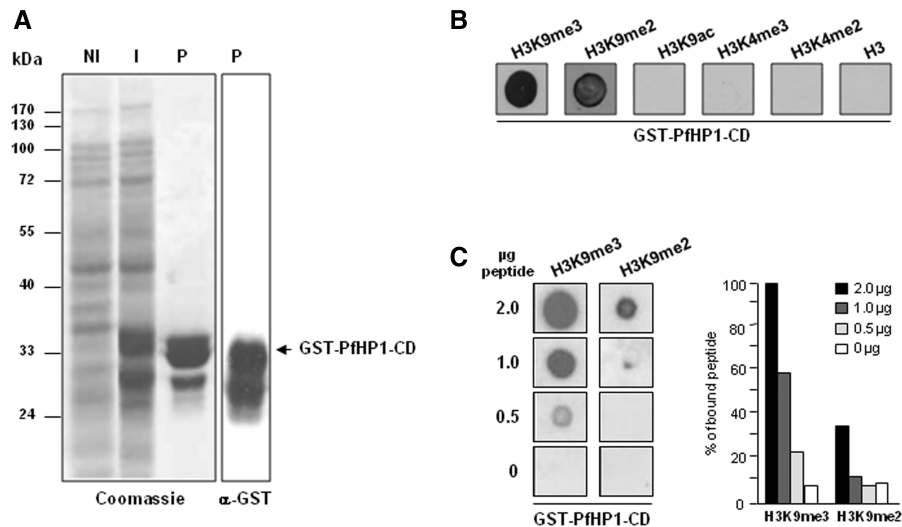 A
kDa NI I P P
170
130
100
72
55
40
33
24
GST-PfHP1-CD
Coomassie α-GST
B
H3K9me3 H3K9me2 H3K9ac H3K4me3 H3K4me2 H3
GST-PfHP1-CD
C
µg
peptide
H3K9me3 H3K9me2
2.0
1.0
0.5
0
GST-PfHP1-CD
% of bound peptide
100
80
60
40
20
0
2.0 µg
1.0 µg
0.5 µg
0 µg
H3K9me3 H3K9me2